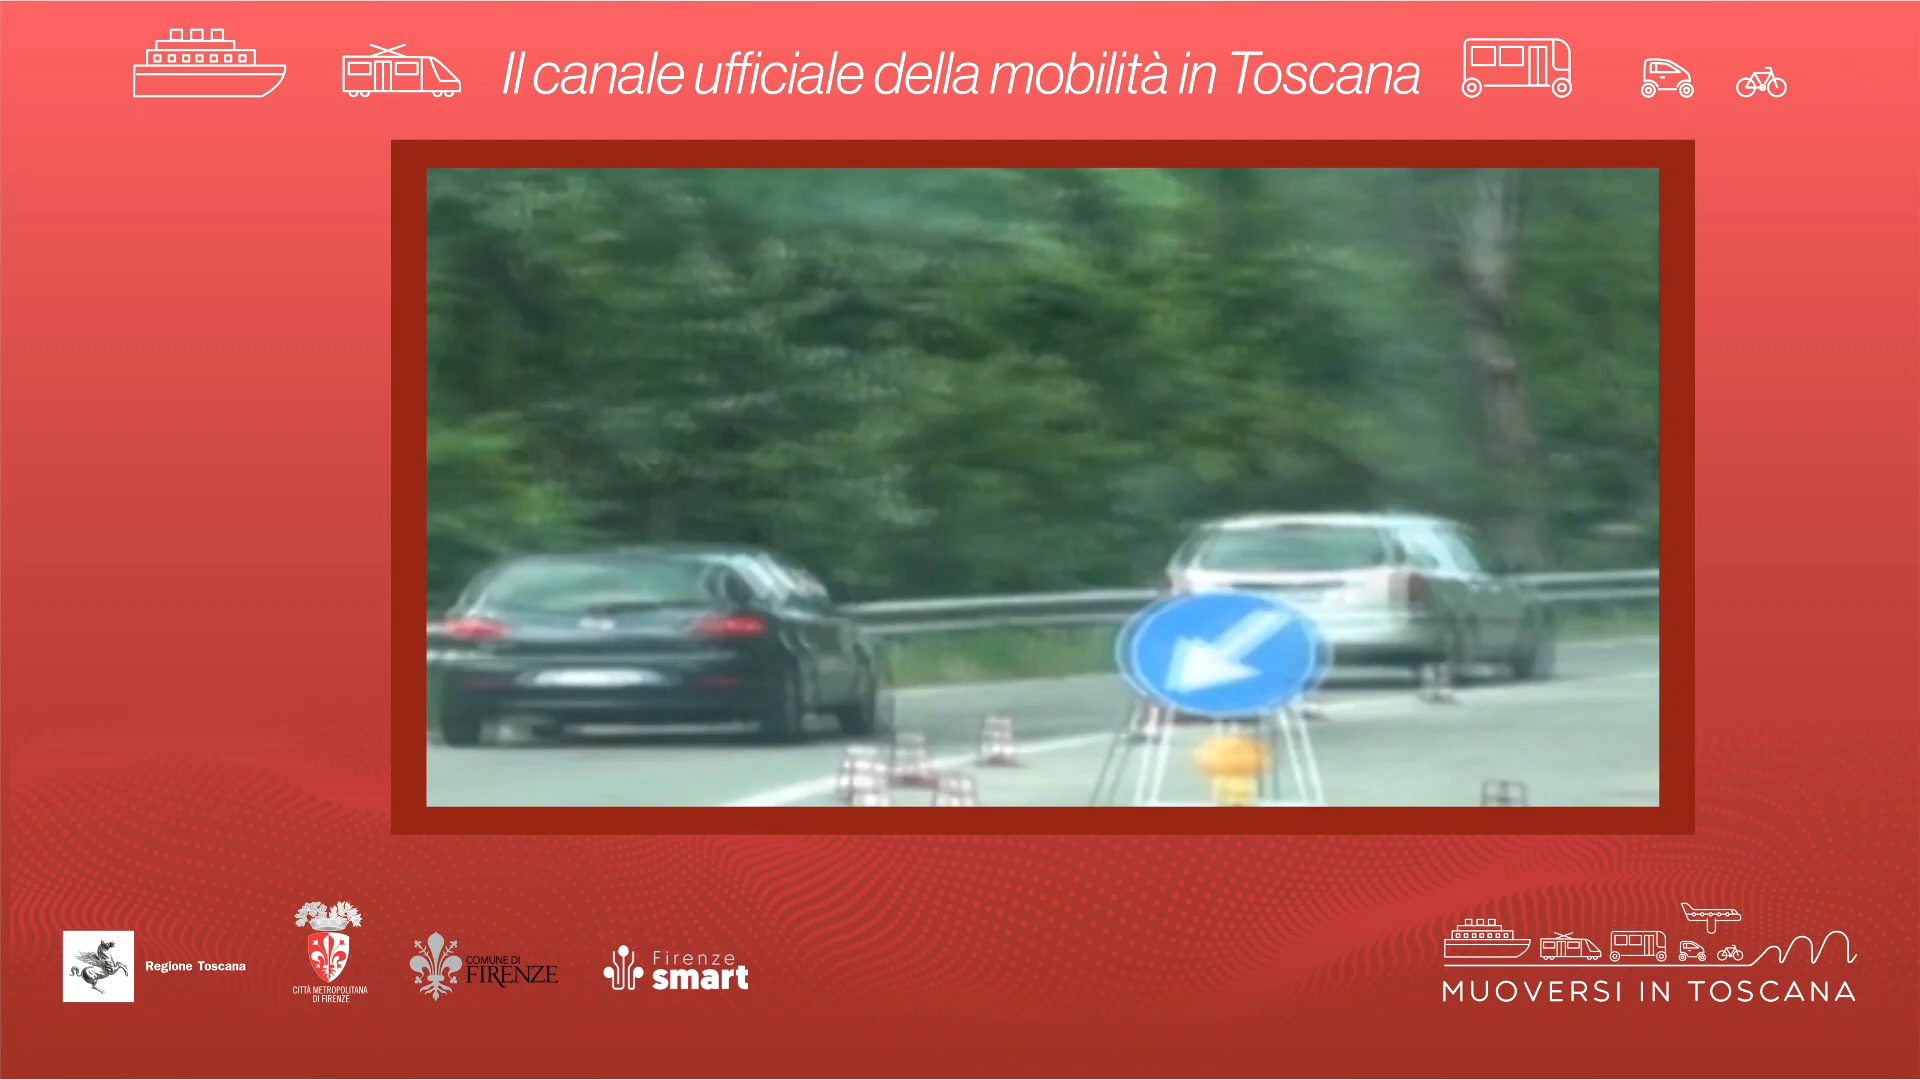 Il canale ufficiale della mobilità in Toscana
Regione Toscana
CITTÀ METROPOLITANA
DI FIRENZE
COMUNE DI
FIRENZE
Firenze
smart
MUOVERSI IN TOSCANA